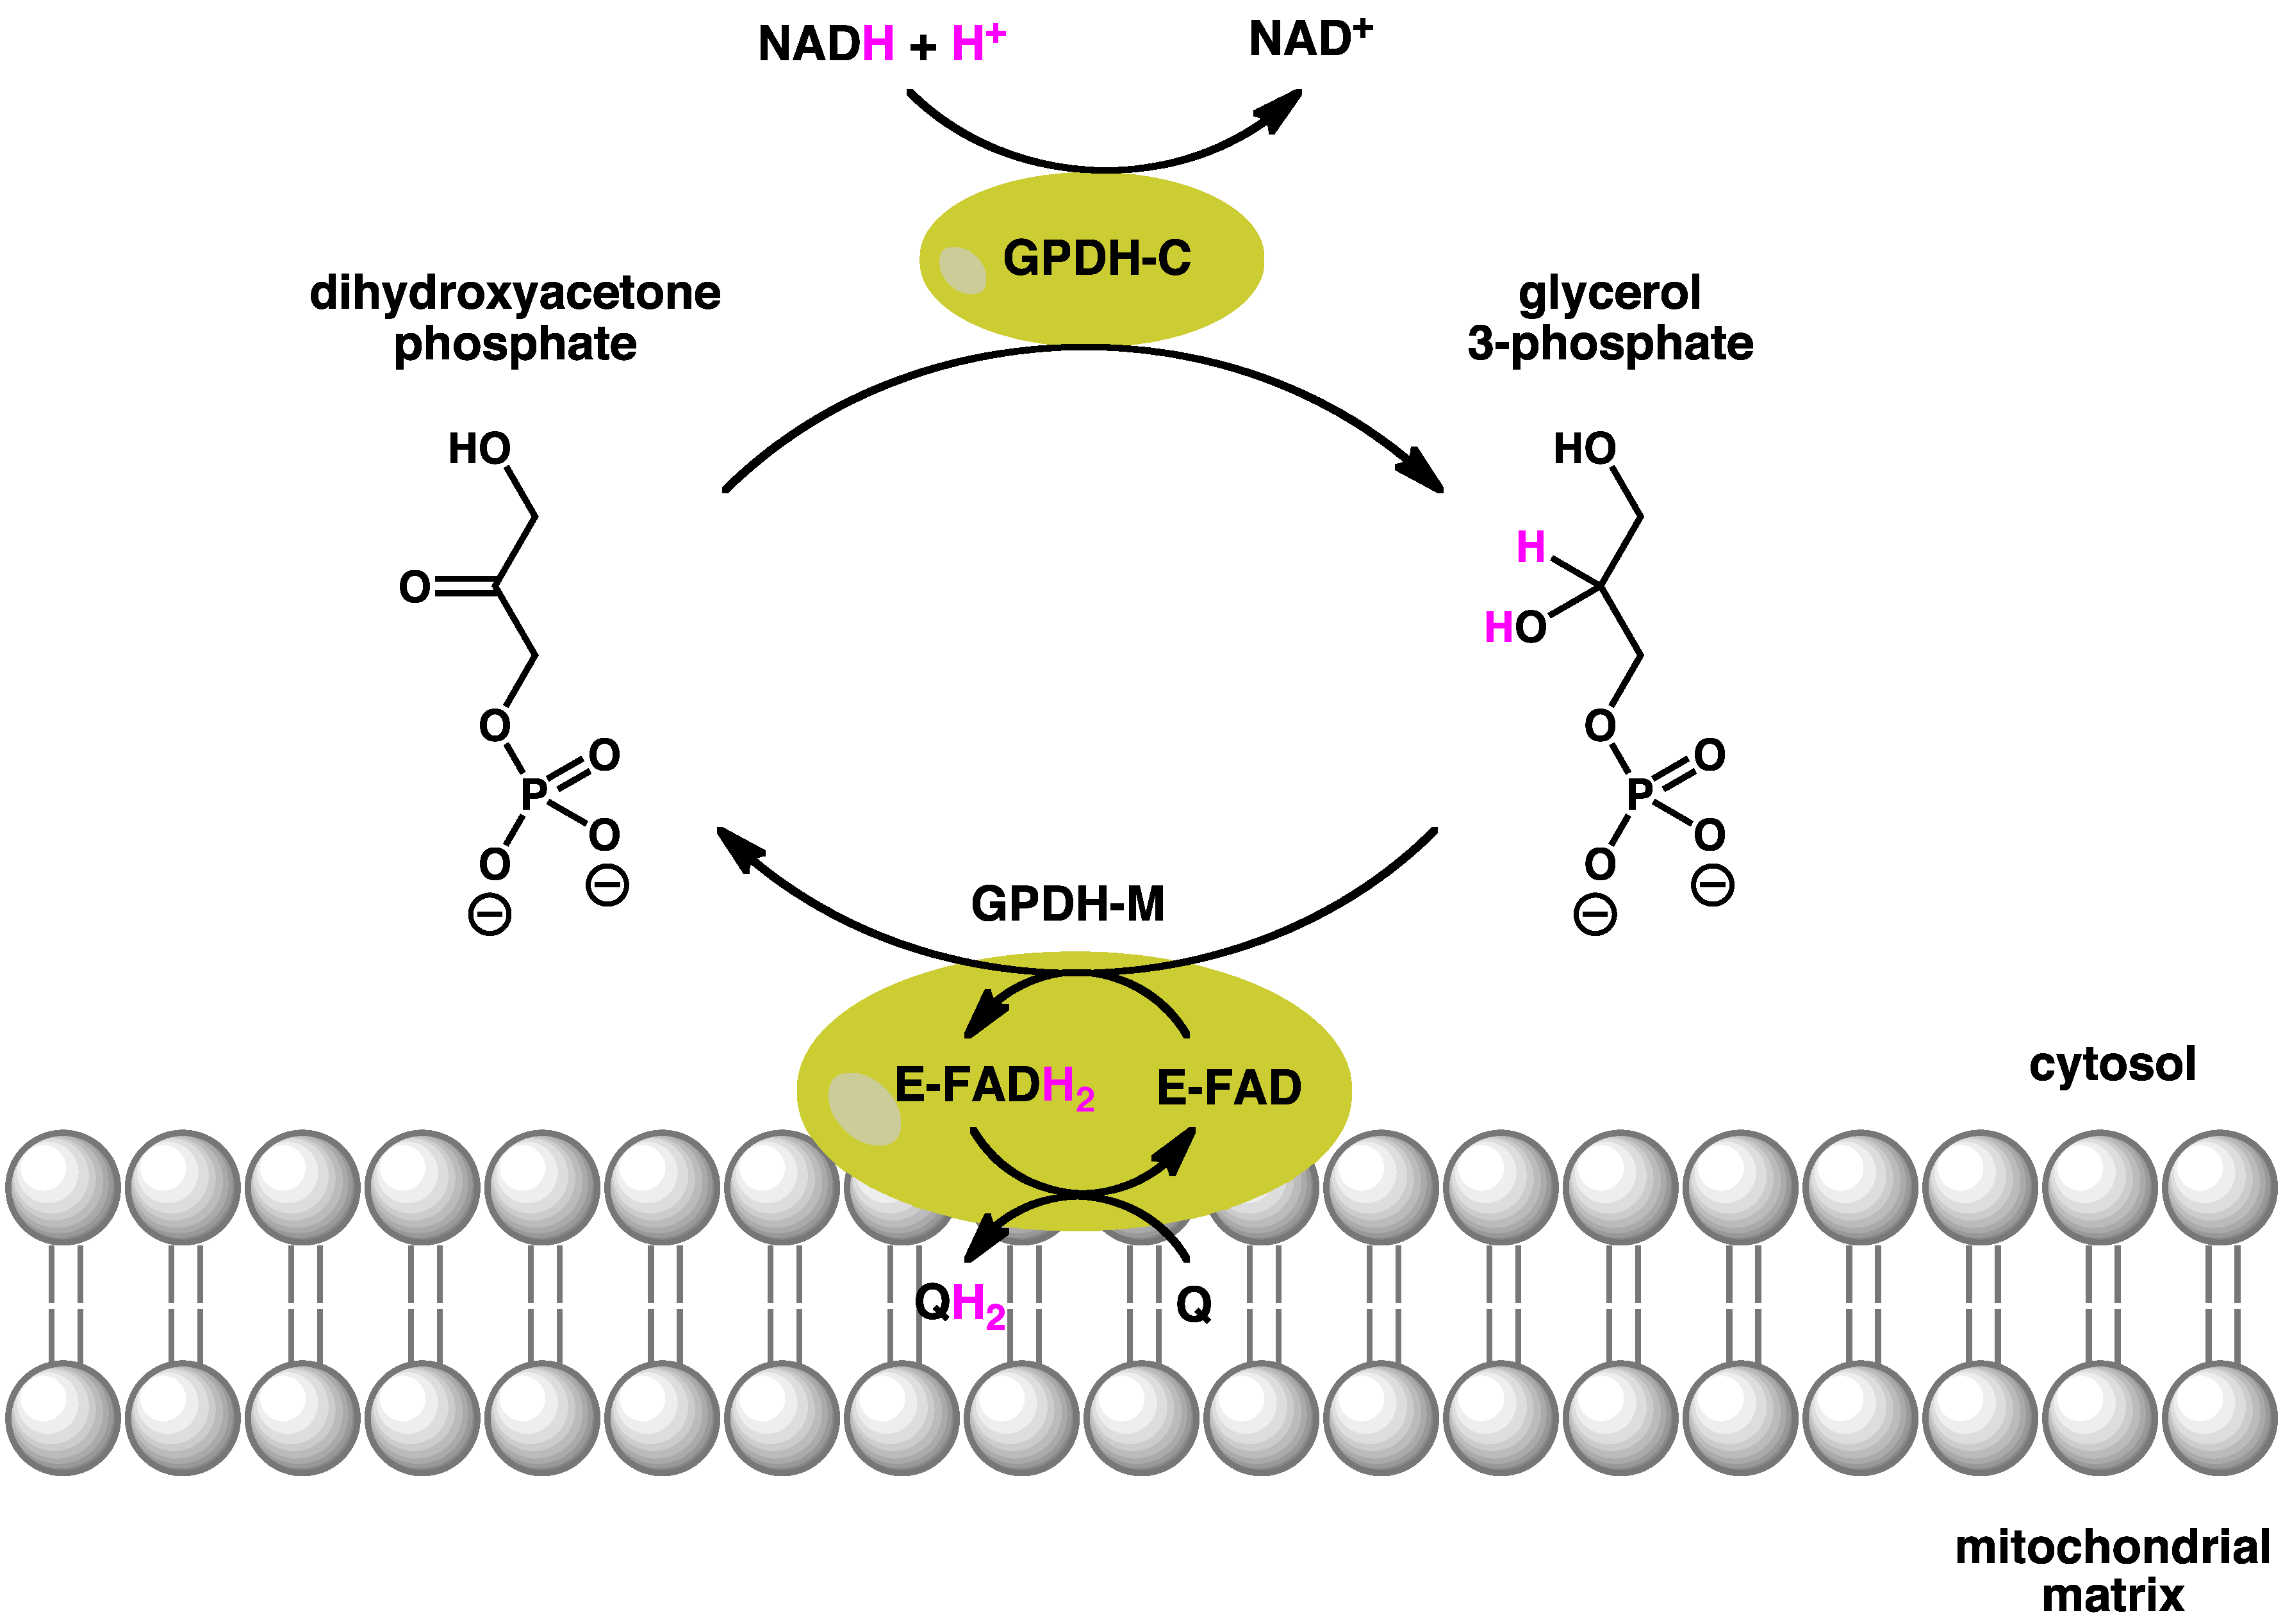 NADH + H⁺
NAD⁺
GPDH-C
dihydroxyacetone
phosphate
glycerol
3-phosphate
HO
O
O
P
O
O
O
⊖
⊖
HO
H
HO
O
P
O
O
O
⊖
⊖
GPDH-M
E-FADH₂
E-FAD
QH₂
Q
cytosol
mitochondrial
matrix